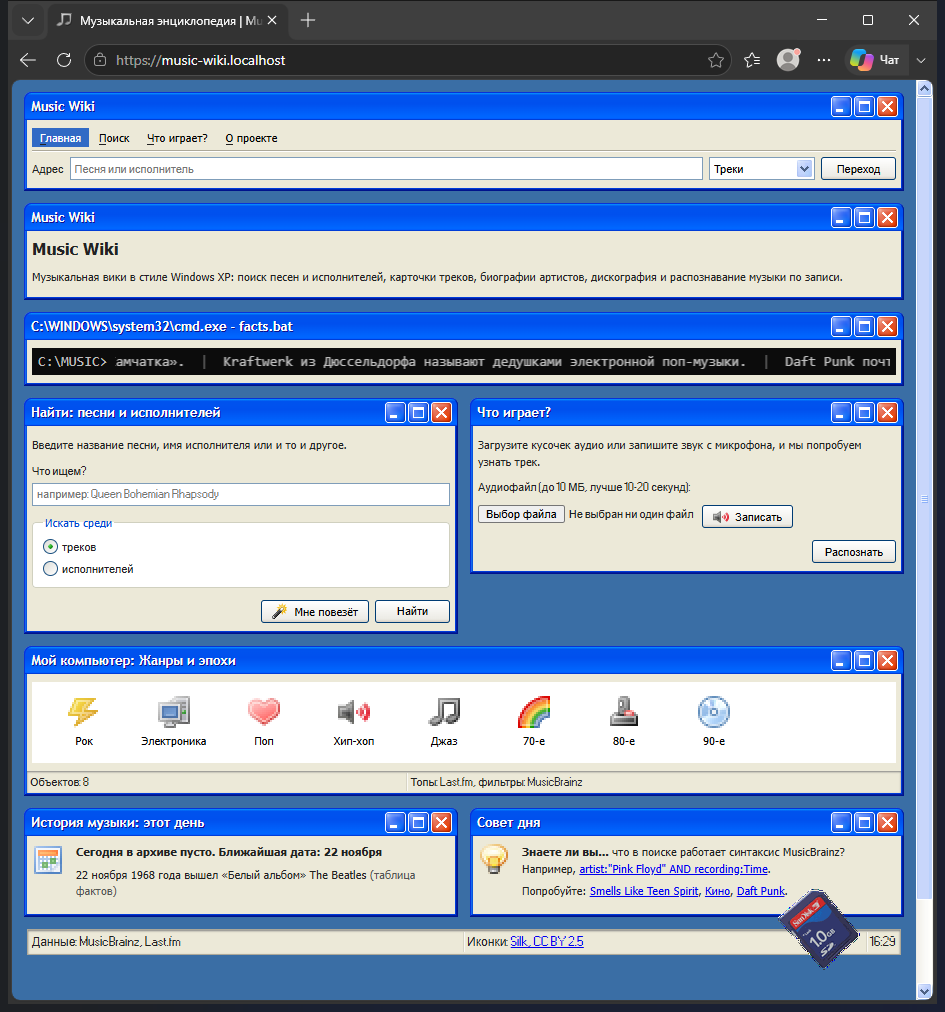 Музыкальная энциклопедия | Mu
https://music-wiki.localhost
Чат
Music Wiki
Главная Поиск Что играет? О проекте
Адрес Песня или исполнитель Треки Переход
Music Wiki
Music Wiki
Музыкальная вики в стиле Windows XP: поиск песен и исполнителей, карточки треков, биографии артистов, дискография и распознавание музыки по записи.
C:\WINDOWS\system32\cmd.exe - facts.bat
C:\MUSIC> амчатка». | Kraftwerk из Дюссельдорфа называют дедушками электронной поп-музыки. | Daft Punk почт
Найти: песни и исполнителей
Введите название песни, имя исполнителя или и то и другое.
Что ищем?
например: Queen Bohemian Rhapsody
Искать среди
треков
исполнителей
Мне повезёт Найти
Что играет?
Загрузите кусочек аудио или запишите звук с микрофона, и мы попробуем
узнать трек.
Аудиофайл (до 10 МБ, лучше 10-20 секунд):
Выбор файла Не выбран ни один файл Записать
Распознать
Мой компьютер: Жанры и эпохи
Рок Электроника Поп Хип-хоп Джаз 70-е 80-е 90-е
Объектов: 8 Топы: Last.fm, фильтры: MusicBrainz
История музыки: этот день
Сегодня в архиве пусто. Ближайшая дата: 22 ноября
22 ноября 1968 года вышел «Белый альбом» The Beatles (таблица
фактов)
Совет дня
Знаете ли вы... что в поиске работает синтаксис MusicBrainz?
Например, artist:"Pink Floyd" AND recording:Time.
Попробуйте: Smells Like Teen Spirit, Кино, Daft Punk.
SanDisk
1.0GB
SD
Данные: MusicBrainz, Last.fm Иконки: Silk, CC BY 2.5 16:29